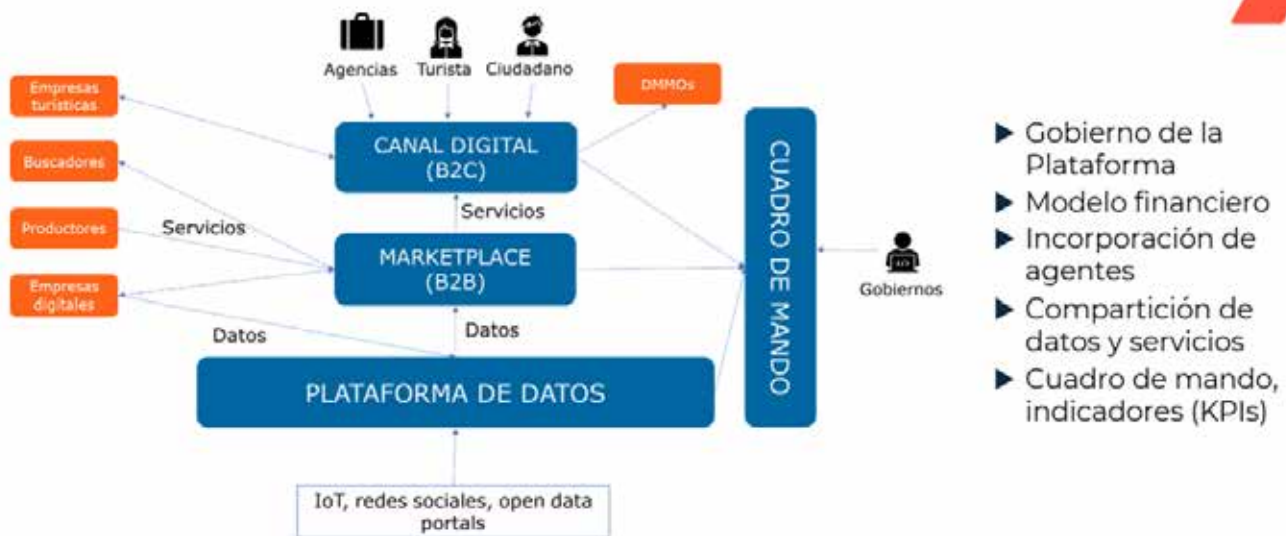 Agencias
Turista
Ciudadano
Empresas
turísticas
DMMOs
CANAL DIGITAL
(B2C)
Buscadores
Servicios
Productores
Servicios
MARKETPLACE
(B2B)
Empresas
digitales
Datos
Datos
PLATAFORMA DE DATOS
IoT, redes sociales, open data
portals
CUADRO DE MANDO
Gobiernos
▶ Gobierno de la
Plataforma
▶ Modelo financiero
▶ Incorporación de
agentes
▶ Compartición de
datos y servicios
▶ Cuadro de mando,
indicadores (KPIs)